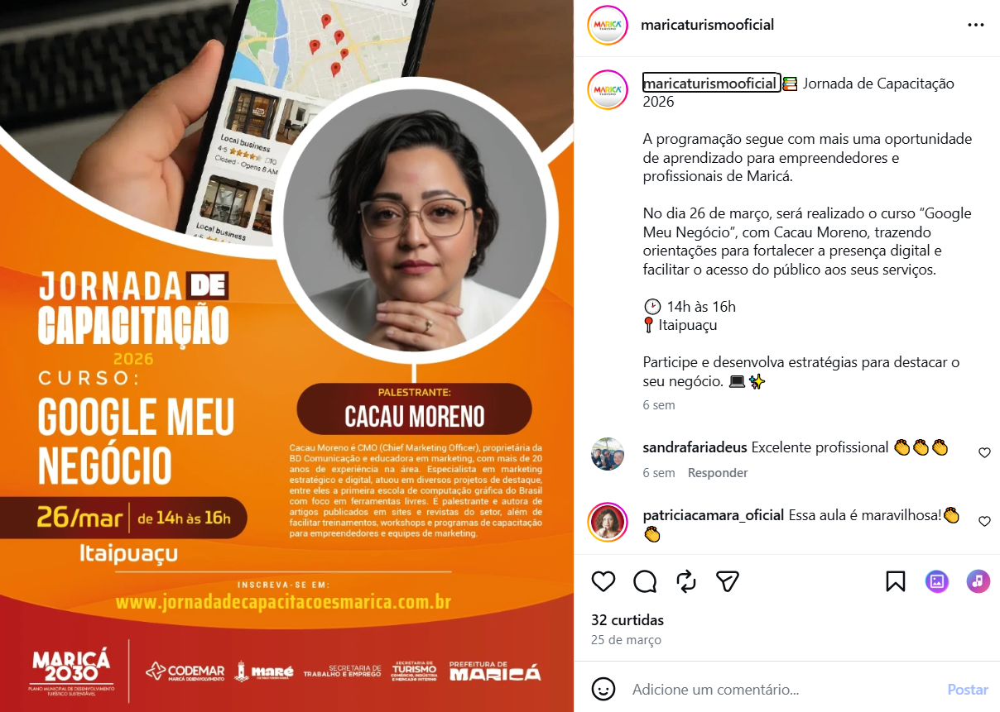 Local business
4·5
Closed · Opens 8 AM
Local business
JORNADA DE
CAPACITAÇÃO
2026
CURSO:
GOOGLE MEU
NEGÓCIO
26/mar de 14h às 16h
Itaipuaçu
PALESTRANTE:
CACAU MORENO
Cacau Moreno é CMO (Chief Marketing Officer), proprietária da
BD Comunicação e educadora em marketing, com mais de 20
anos de experiência na área. Especialista em marketing
estratégico e digital, atuou em diversos projetos de destaque,
entre eles a primeira escola de computação gráfica do Brasil
com foco em ferramentas livres. É palestrante e autora de
artigos publicados em sites e revistas do setor, além de
facilitar treinamentos, workshops e programas de capacitação
para empreendedores e equipes de marketing.
INSCREVA-SE EM:
www.jornadadecapacitacoesmarica.com.br
MARICÁ
2030
PLANO MUNICIPAL DE DESENVOLVIMENTO
TURÍSTICO SUSTENTÁVEL
CODEMAR
MARICÁ DESENVOLVIMENTO
maré
SECRETARIA DE
TRABALHO E EMPREGO
SECRETARIA DE
TURISMO
COMÉRCIO, INDÚSTRIA
E MERCADO INTERNO
PREFEITURA DE
MARICÁ
MARICÁ
TURISMO
maricaturismooficial
MARICÁ
TURISMO
maricaturismooficial 📚 Jornada de Capacitação
2026
A programação segue com mais uma oportunidade
de aprendizado para empreendedores e
profissionais de Maricá.
No dia 26 de março, será realizado o curso “Google
Meu Negócio”, com Cacau Moreno, trazendo
orientações para fortalecer a presença digital e
facilitar o acesso do público aos seus serviços.
🕑 14h às 16h
📍 Itaipuaçu
Participe e desenvolva estratégias para destacar o
seu negócio. 💻✨
6 sem
sandrafariadeus Excelente profissional 👏👏👏
6 sem Responder
patriciacamara_oficial Essa aula é maravilhosa!👏
👏
32 curtidas
25 de março
Adicione um comentário...
Postar